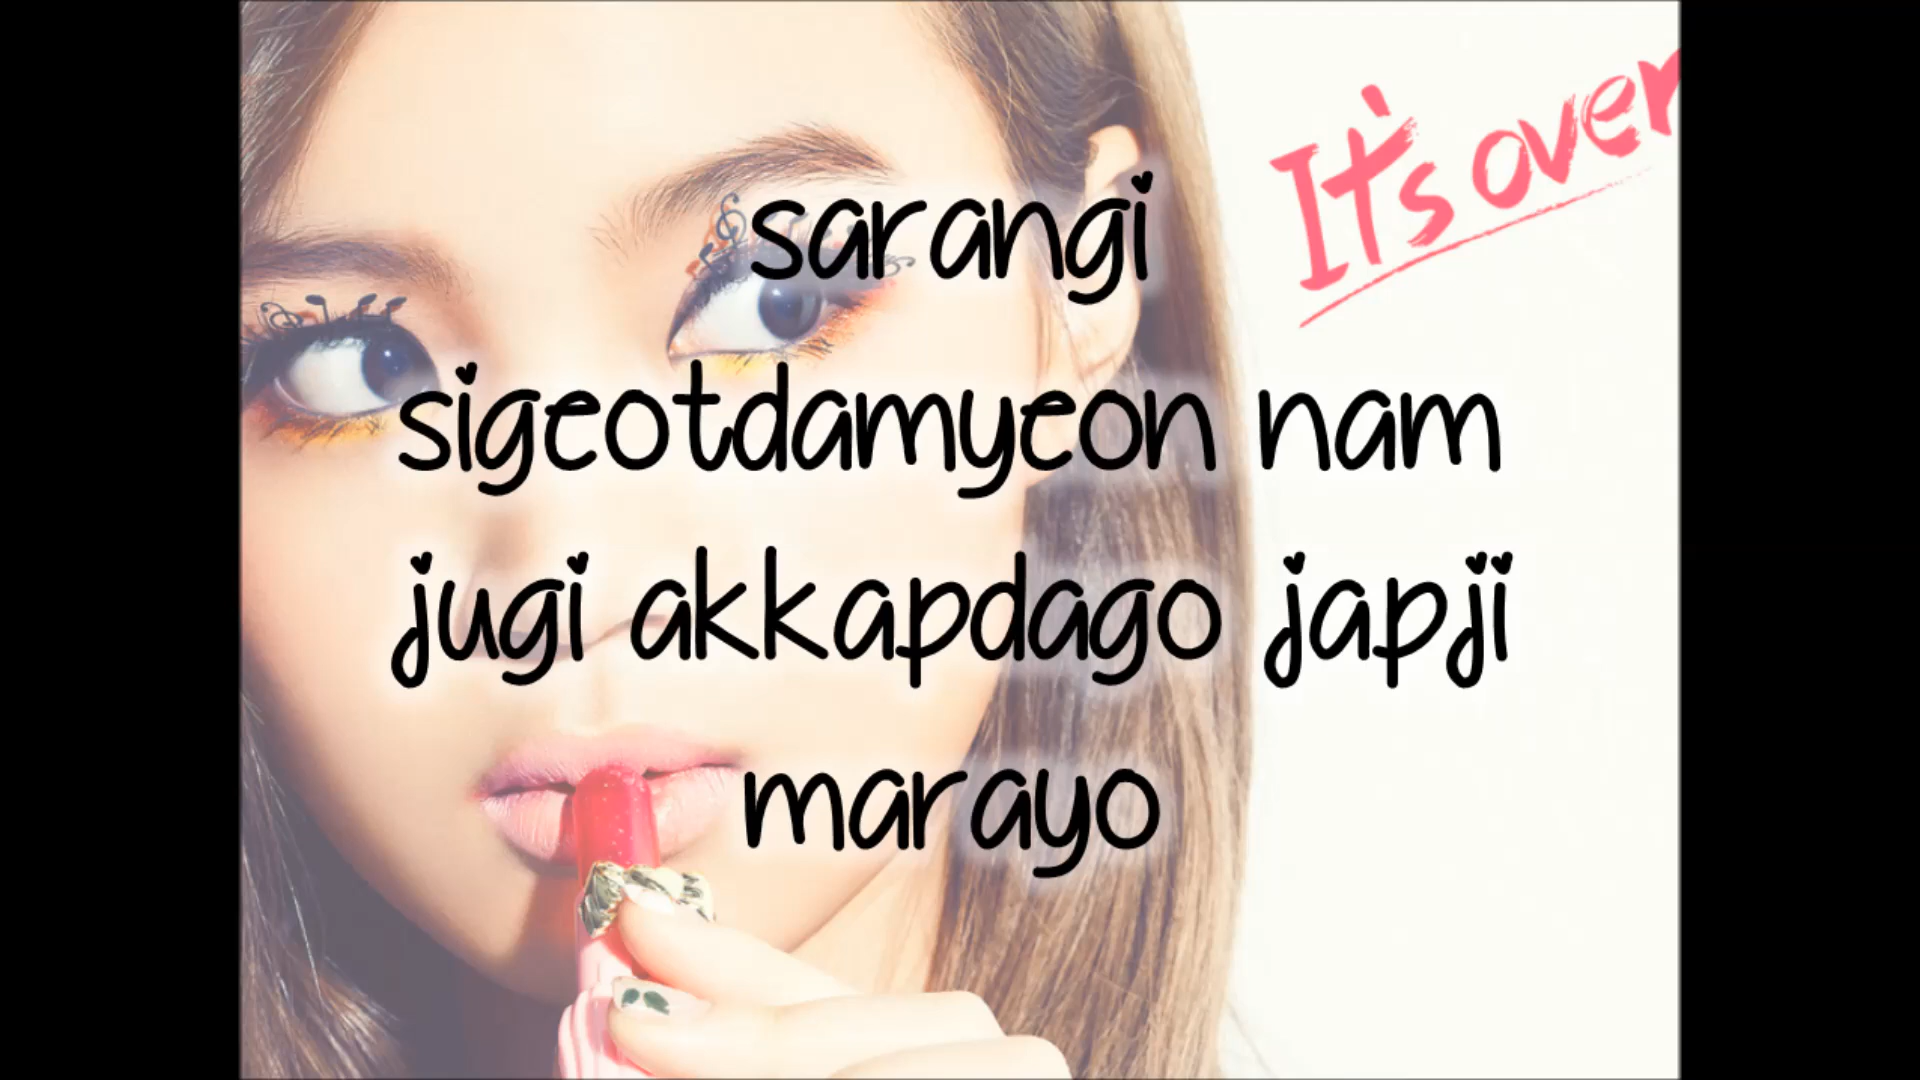 It's over
sarangi
sigeotdamyeon nam
jugi akkapdago japji
marayo